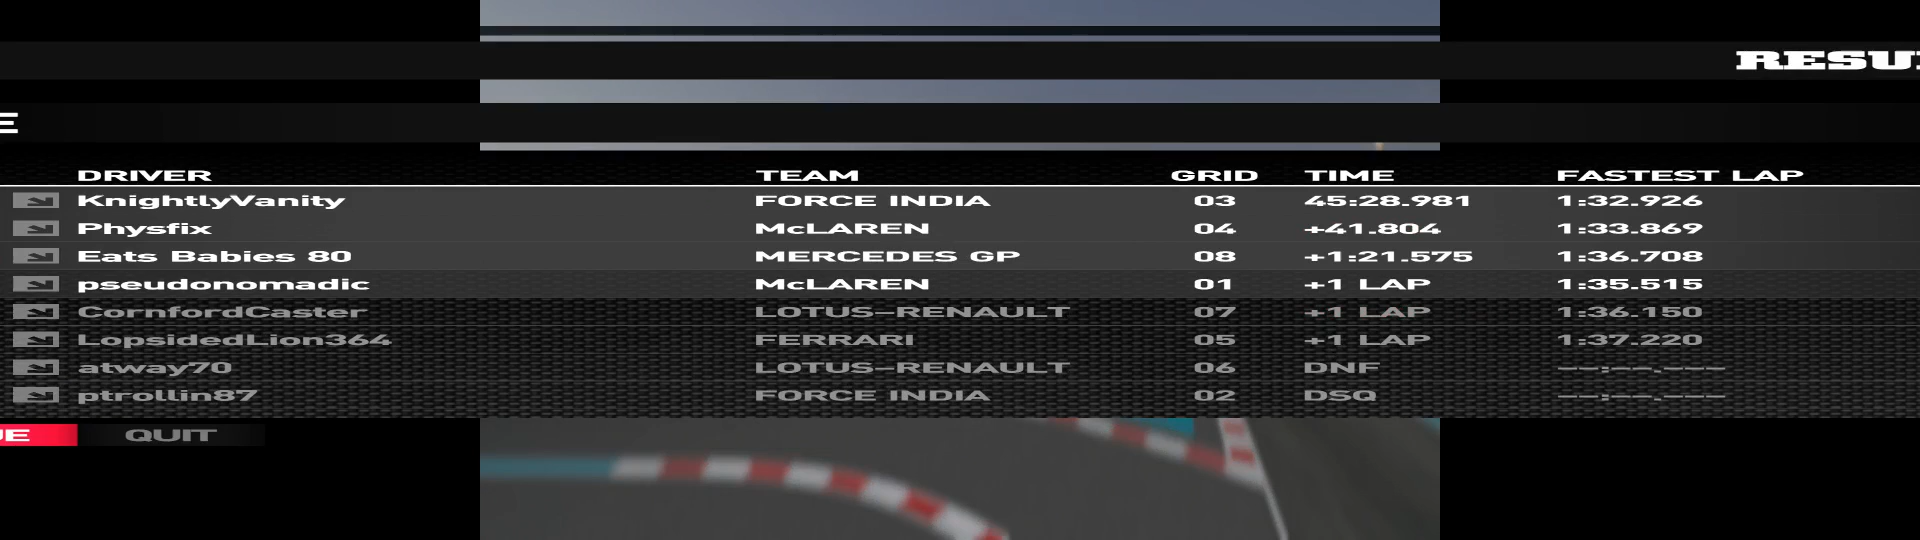 RESU
E
DRIVER TEAM GRID TIME FASTEST LAP
KnightlyVanity FORCE INDIA 03 45:28.981 1:32.926
Physfix McLAREN 04 +41.804 1:33.869
Eats Babies 80 MERCEDES GP 08 +1:21.575 1:36.708
pseudonomadic McLAREN 01 +1 LAP 1:35.515
CornfordCaster LOTUS-RENAULT 07 +1 LAP 1:36.150
LopsidedLion364 FERRARI 05 +1 LAP 1:37.220
atway70 LOTUS-RENAULT 06 DNF --:--.---
ptrollin87 FORCE INDIA 02 DSQ --:--.---
UE QUIT